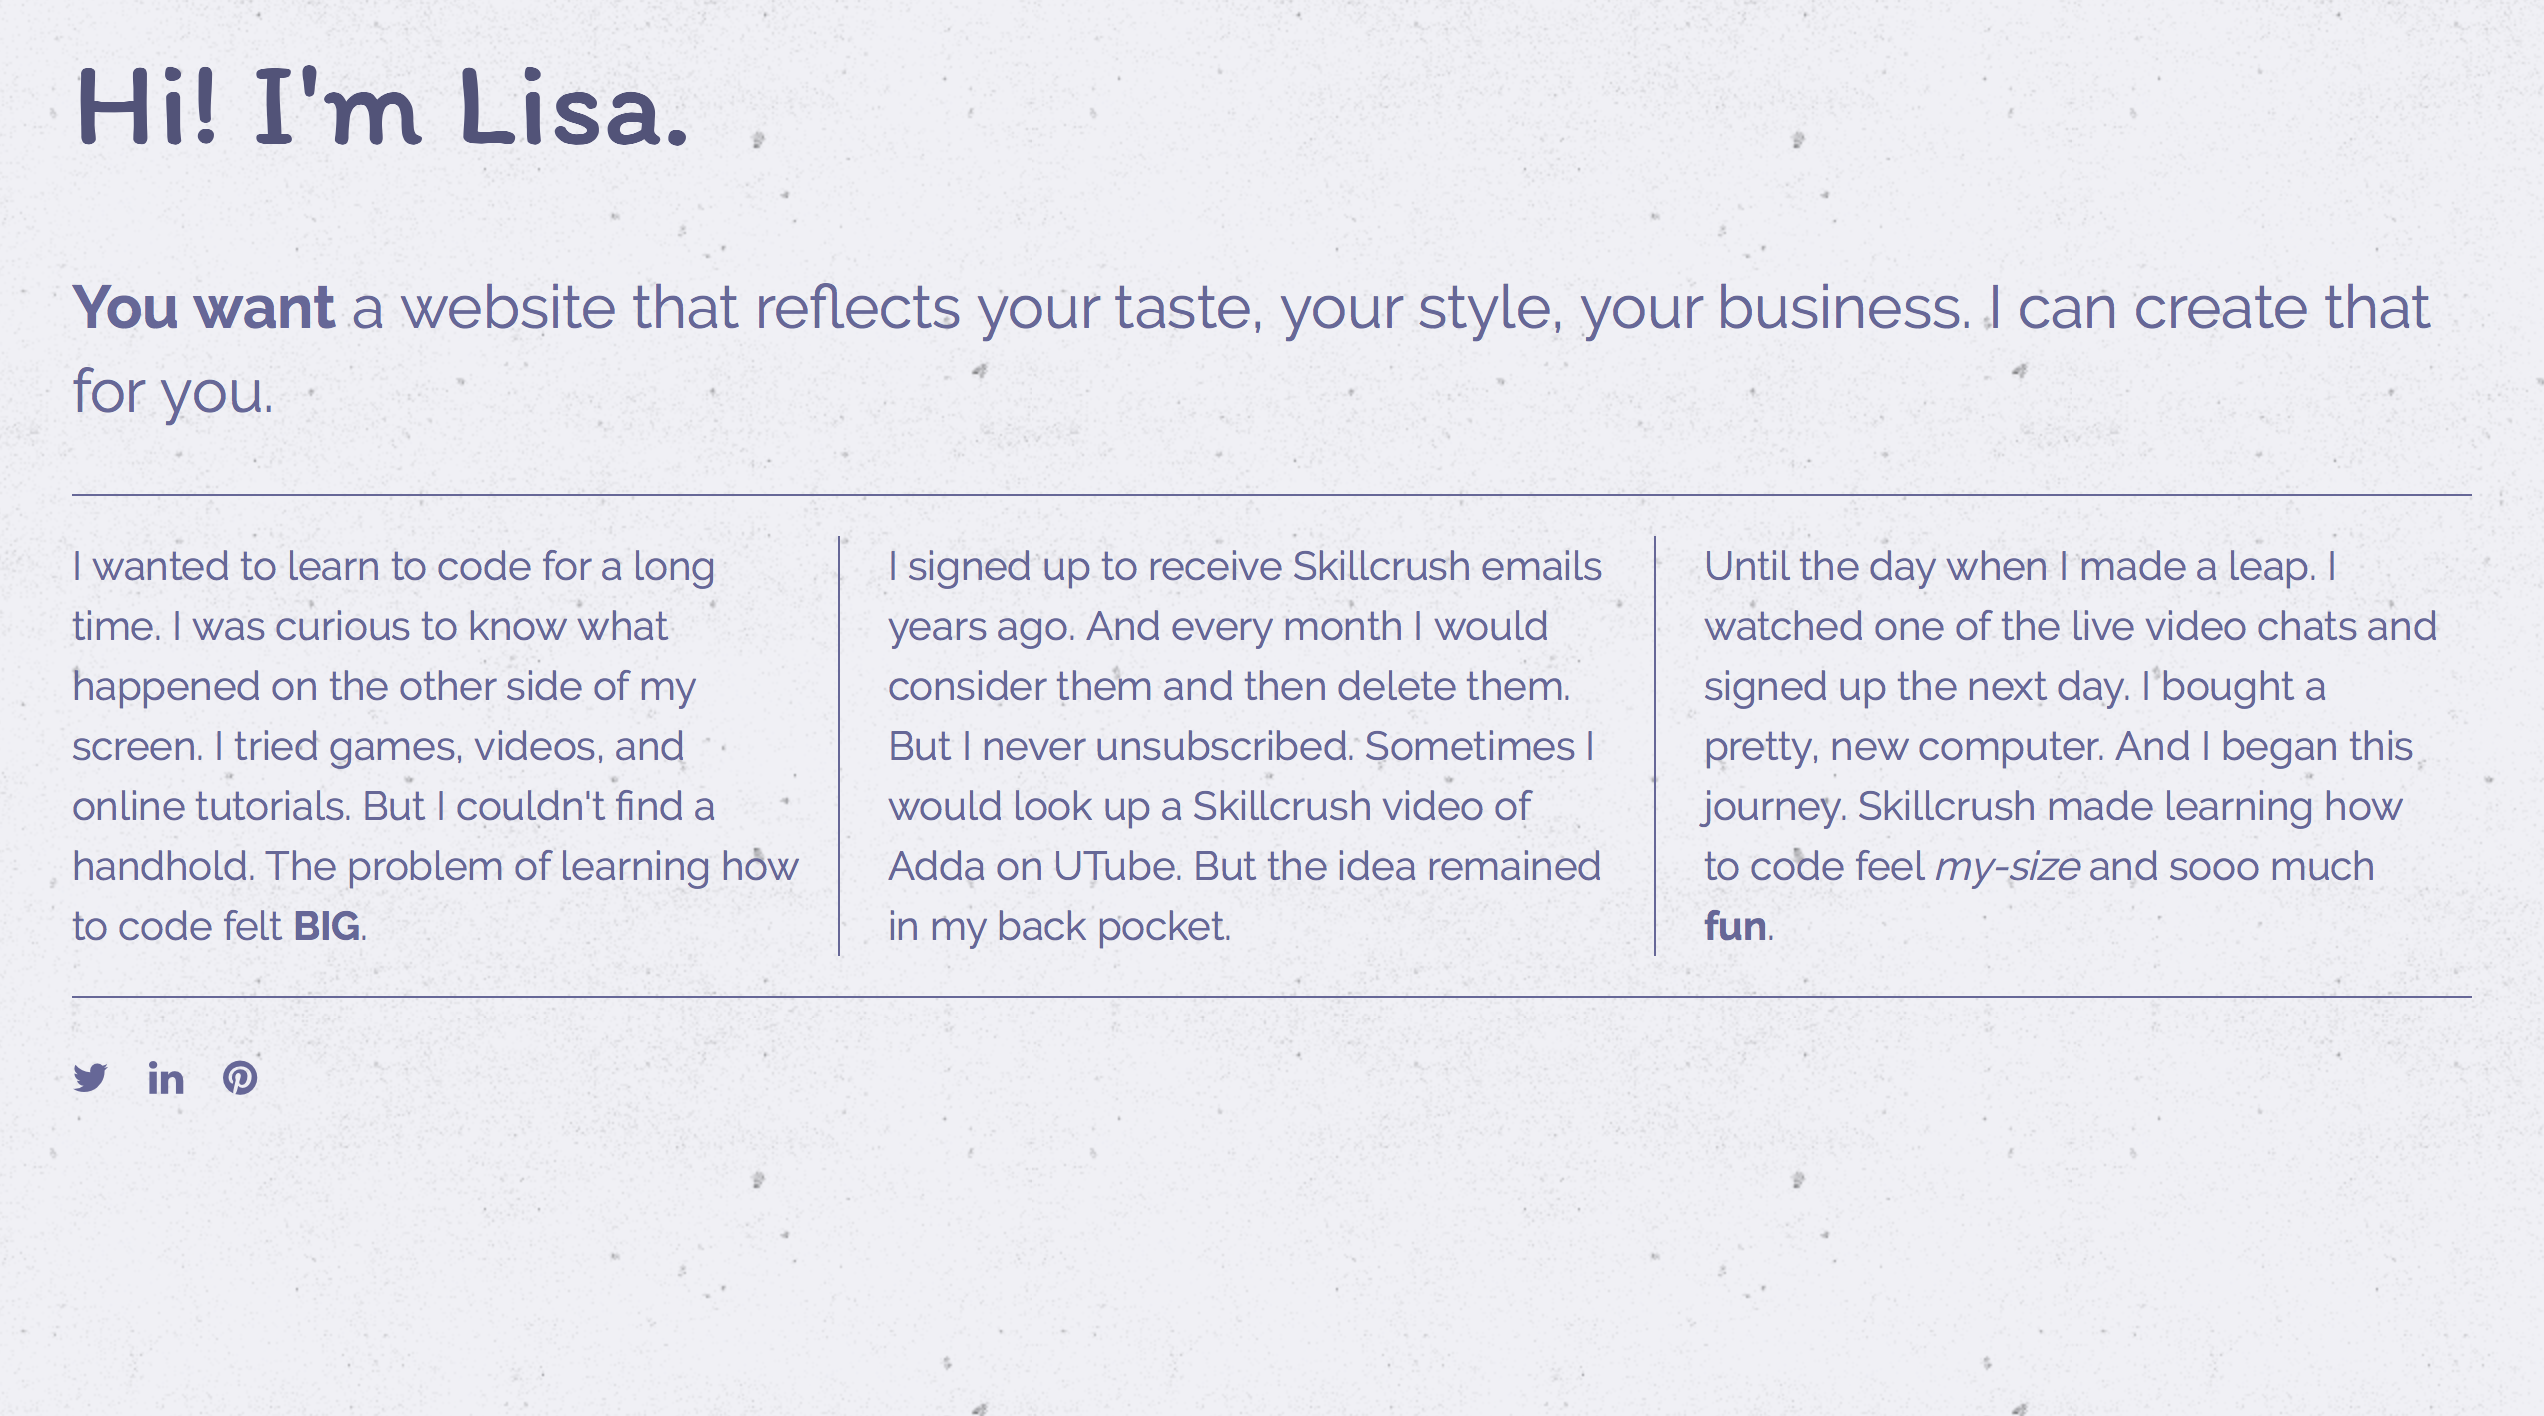 Hi! I'm Lisa.
You want a website that reflects your taste, your style, your business. I can create that
for you.
I wanted to learn to code for a long
time. I was curious to know what
happened on the other side of my
screen. I tried games, videos, and
online tutorials. But I couldn't find a
handhold. The problem of learning how
to code felt BIG.
I signed up to receive Skillcrush emails
years ago. And every month I would
consider them and then delete them.
But I never unsubscribed. Sometimes I
would look up a Skillcrush video of
Adda on UTube. But the idea remained
in my back pocket.
Until the day when I made a leap. I
watched one of the live video chats and
signed up the next day. I bought a
pretty, new computer. And I began this
journey. Skillcrush made learning how
to code feel my-size and sooo much
fun.